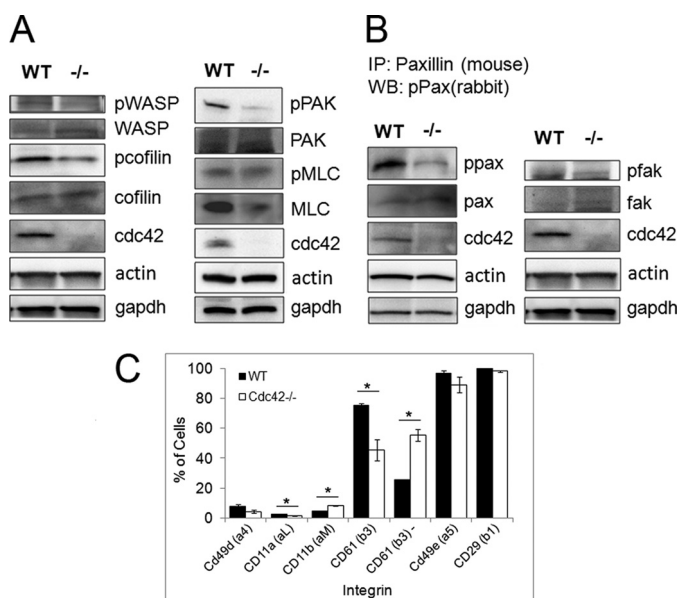 A
WT -/-
pWASP
WASP
pcofilin
cofilin
cdc42
actin
gapdh
WT -/-
pPAK
PAK
pMLC
MLC
cdc42
actin
gapdh
B
IP: Paxillin (mouse)
WB: pPax(rabbit)
WT -/-
ppax
pax
cdc42
actin
gapdh
WT -/-
pfak
fak
cdc42
actin
gapdh
C
% of Cells
100
80
60
40
20
0
WT
Cdc42-/-
*
*
*
*
Cd49d (a4)
CD11a (aL)
CD11b (aM)
CD61 (b3)
CD61 (b3) -
Cd49e (a5)
CD29 (b1)
Integrin